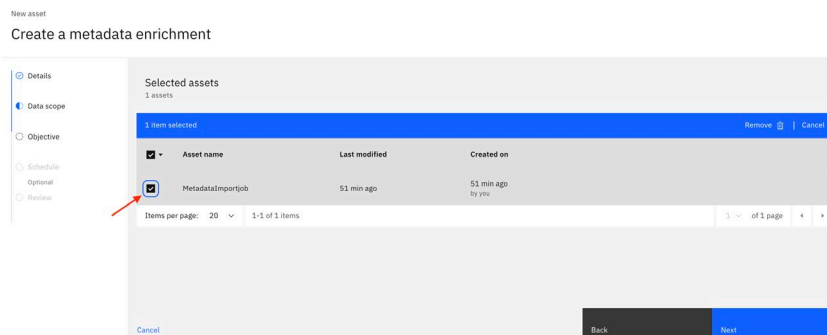 New asset
Create a metadata enrichment
Details
Data scope
Objective
Schedule
Optional
Review
Selected assets
1 assets
1 item selected
Remove
Cancel
Asset name
Last modified
Created on
MetadataImportjob
51 min ago
51 min ago
by you
Items per page: 20
1-1 of 1 items
1
of 1 page
Cancel
Back
Next